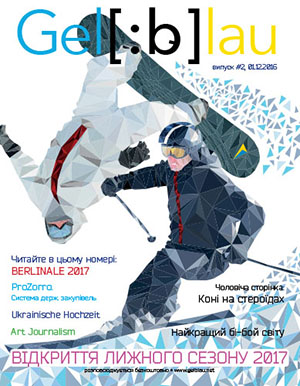 Gel[:b]lau
випуск #2, 01.12.2016
Читайте в цьому номері:
BERLINALE 2017
ProZorro.
Система держ. закупівель
Ukrainische Hochzeit
Art Journalism
Чоловіча сторінка:
Коні на стероїдах
Найкращий бі-бой світу
ВІДКРИТТЯ ЛИЖНОГО СЕЗОНУ 2017
розповсюджується безкоштовно • www.gelblau.net